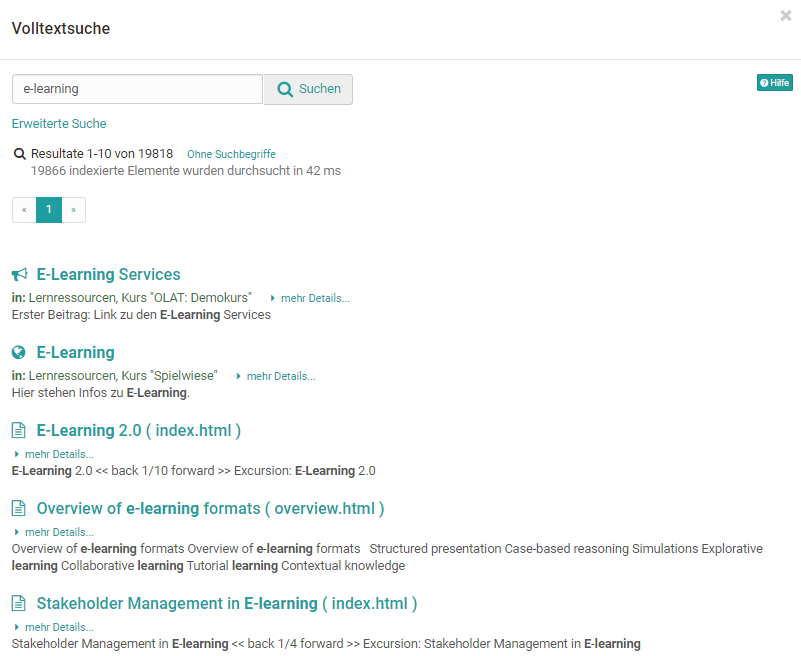 Volltextsuche
e-learning
Suchen
Hilfe
Erweiterte Suche
Resultate 1-10 von 19818 Ohne Suchbegriffe
19866 indexierte Elemente wurden durchsucht in 42 ms
« 1 »
E-Learning Services
in: Lernressourcen, Kurs "OLAT: Demokurs" mehr Details...
Erster Beitrag: Link zu den E-Learning Services
E-Learning
in: Lernressourcen, Kurs "Spielwiese" mehr Details...
Hier stehen Infos zu E-Learning.
E-Learning 2.0 ( index.html )
mehr Details...
E-Learning 2.0 << back 1/10 forward >> Excursion: E-Learning 2.0
Overview of e-learning formats ( overview.html )
mehr Details...
Overview of e-learning formats Overview of e-learning formats Structured presentation Case-based reasoning Simulations Explorative
learning Collaborative learning Tutorial learning Contextual knowledge
Stakeholder Management in E-learning ( index.html )
mehr Details...
Stakeholder Management in E-learning << back 1/4 forward >> Excursion: Stakeholder Management in E-learning